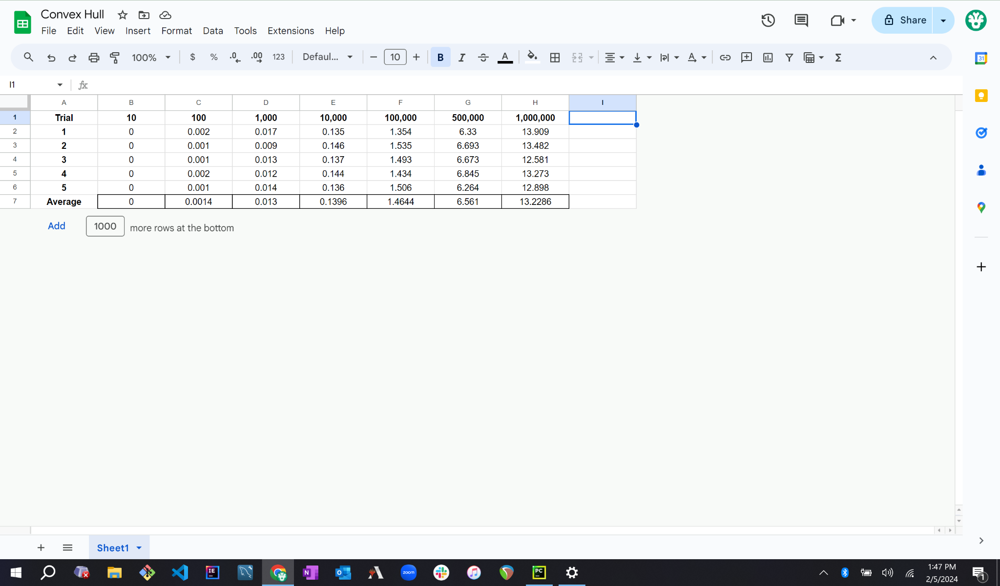 Convex Hull
File Edit View Insert Format Data Tools Extensions Help
Share
100% $ % .0 .00 123 Defaul... 10 B I A A Σ
31
I1 fx
A B C D E F G H I
1 Trial 10 100 1,000 10,000 100,000 500,000 1,000,000
2 1 0 0.002 0.017 0.135 1.354 6.33 13.909
3 2 0 0.001 0.009 0.146 1.535 6.693 13.482
4 3 0 0.001 0.013 0.137 1.493 6.673 12.581
5 4 0 0.002 0.012 0.144 1.434 6.845 13.273
6 5 0 0.001 0.014 0.136 1.506 6.264 12.898
7 Average 0 0.0014 0.013 0.1396 1.4644 6.561 13.2286
Add 1000 more rows at the bottom
Sheet1
IE N O zoom PC
1:47 PM
2/5/2024
1